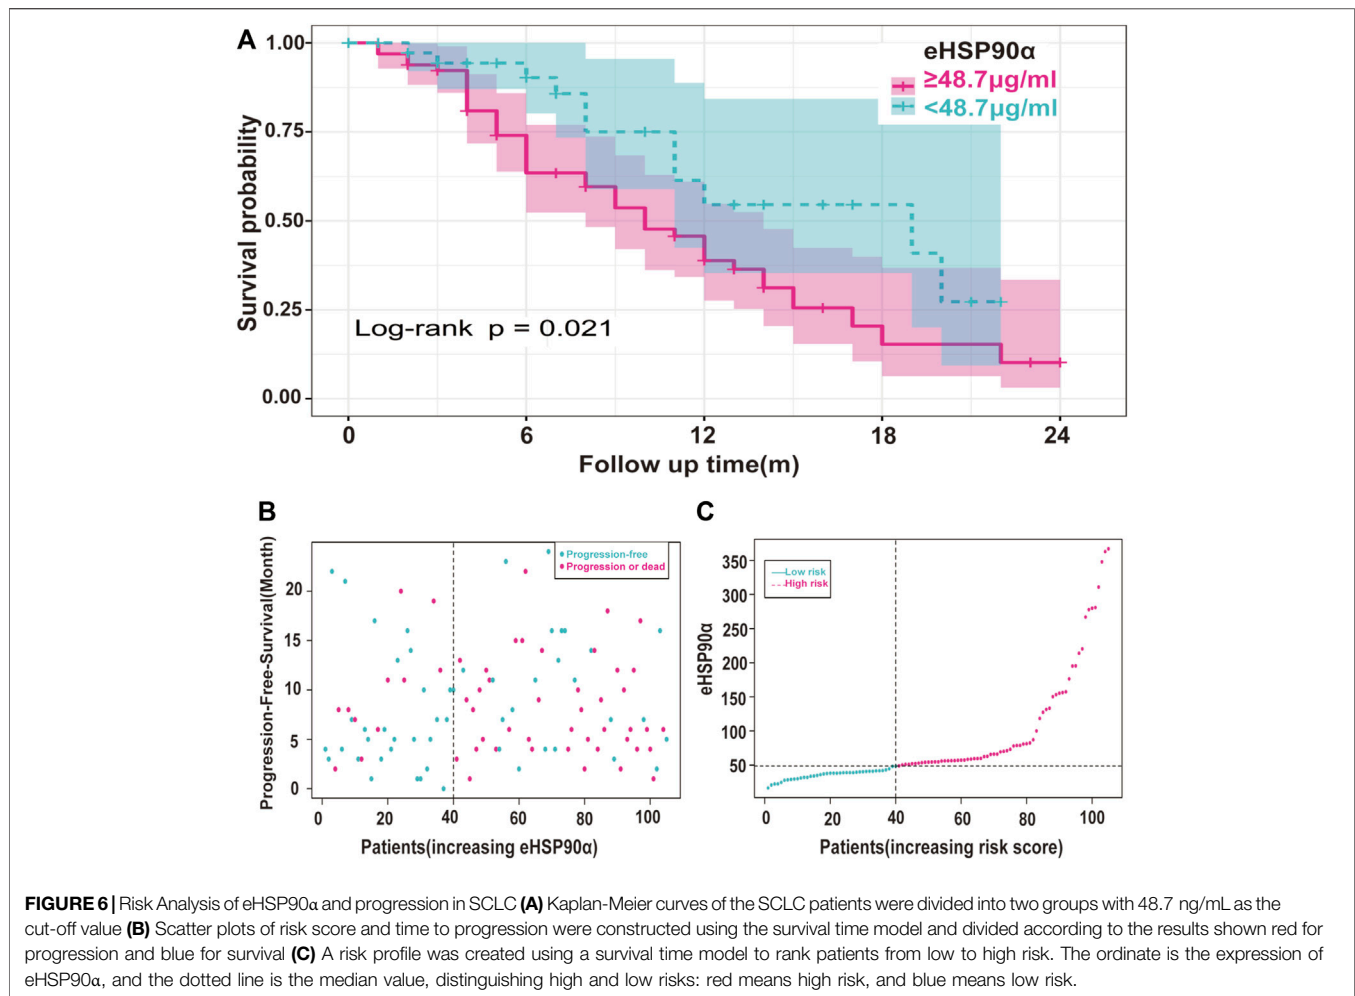 A
eHSP90α
≥48.7μg/ml
<48.7μg/ml
1.00
0.75
0.50
0.25
0.00
Survival probability
Log-rank p = 0.021
0 6 12 18 24
Follow up time(m)
B
Progression-free
Progression or dead
20
15
10
5
0
Progression-Free-Survival(Month)
0 20 40 60 80 100
Patients(increasing eHSP90α)
C
Low risk
High risk
350
300
250
200
150
100
50
eHSP90α
0 20 40 60 80 100
Patients(increasing risk score)
FIGURE 6 | Risk Analysis of eHSP90α and progression in SCLC (A) Kaplan-Meier curves of the SCLC patients were divided into two groups with 48.7 ng/mL as the
cut-off value (B) Scatter plots of risk score and time to progression were constructed using the survival time model and divided according to the results shown red for
progression and blue for survival (C) A risk profile was created using a survival time model to rank patients from low to high risk. The ordinate is the expression of
eHSP90α, and the dotted line is the median value, distinguishing high and low risks: red means high risk, and blue means low risk.